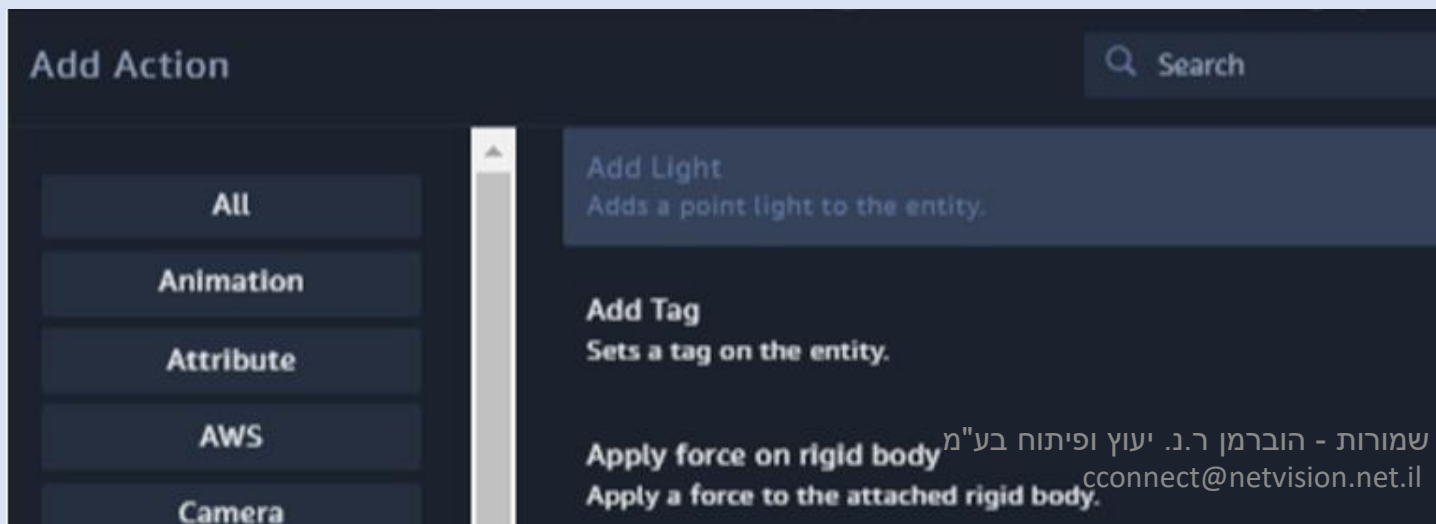 Add Action
Search
All
Animation
Attribute
AWS
Camera
Add Light
Adds a point light to the entity.
Add Tag
Sets a tag on the entity.
Apply force on rigid body
Apply a force to the attached rigid body.
שמורות - הוברמן ר.נ. יעוץ ופיתוח בע"מ
cconnect@netvision.net.il